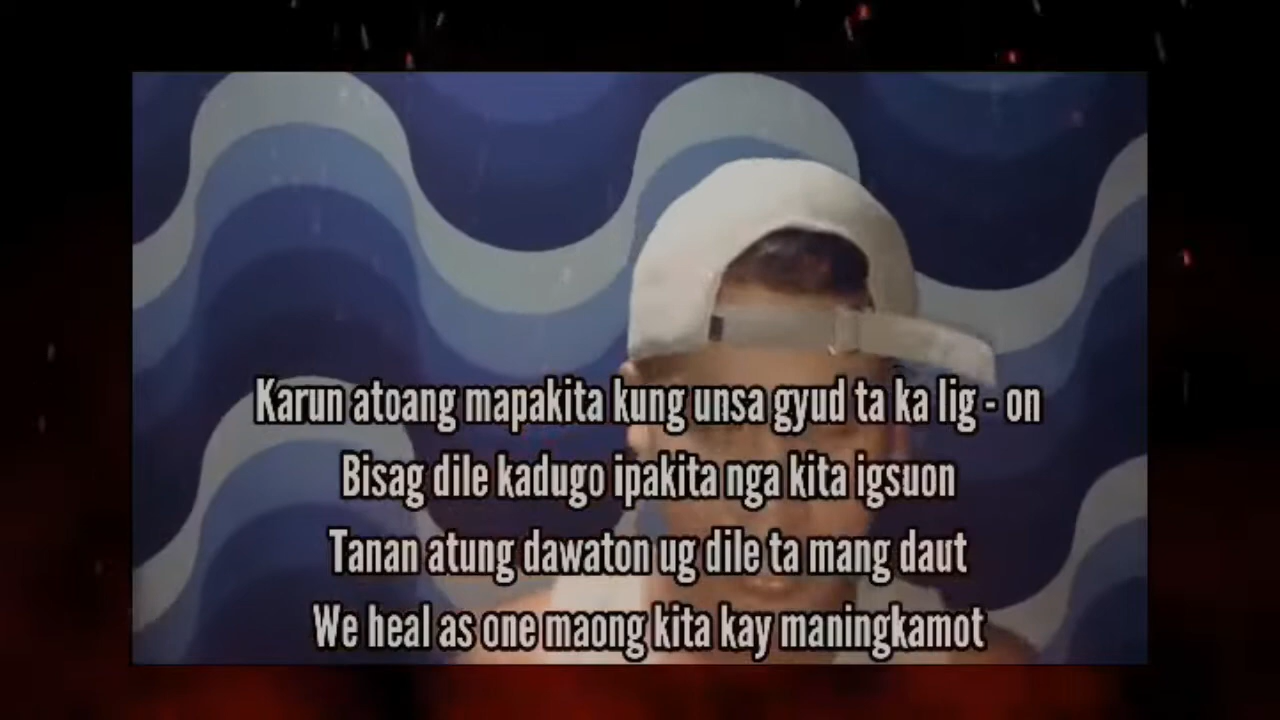 Karun atoang mapakita kung unsa gyud ta ka lig - on
Bisag dile kadugo ipakita nga kita igsuon
Tanan atung dawaton ug dile ta mang daut
We heal as one maong kita kay maningkamot